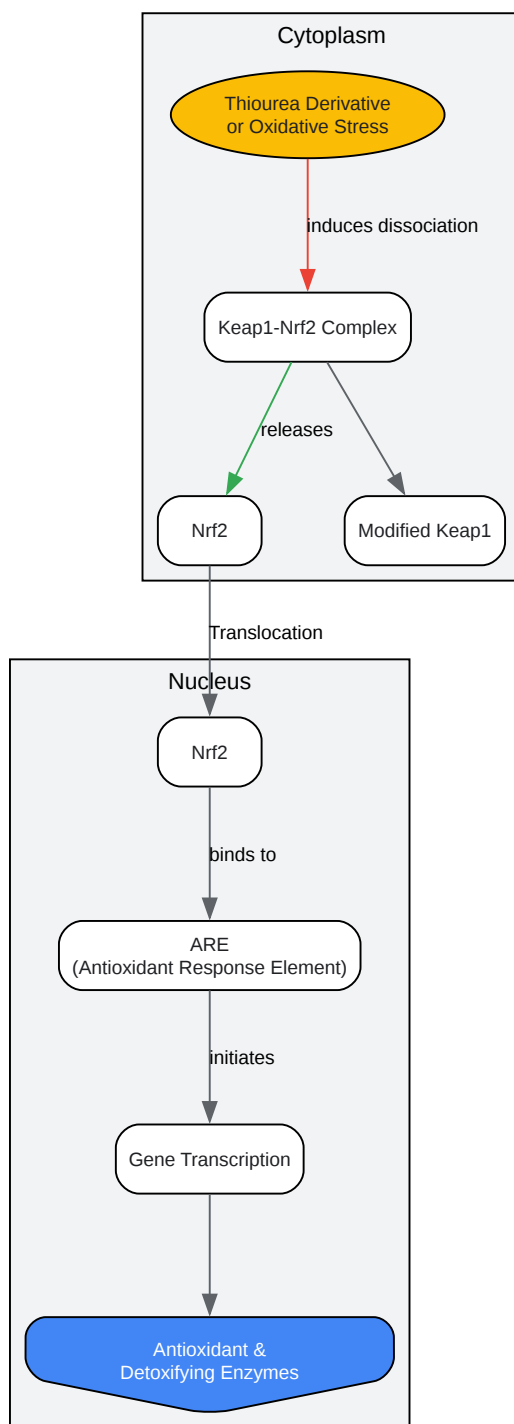 Cytoplasm
Thiourea Derivative
or Oxidative Stress
induces dissociation
Keap1-Nrf2 Complex
releases
Nrf2
Modified Keap1
Translocation
Nucleus
Nrf2
binds to
ARE
(Antioxidant Response Element)
initiates
Gene Transcription
Antioxidant &
Detoxifying Enzymes